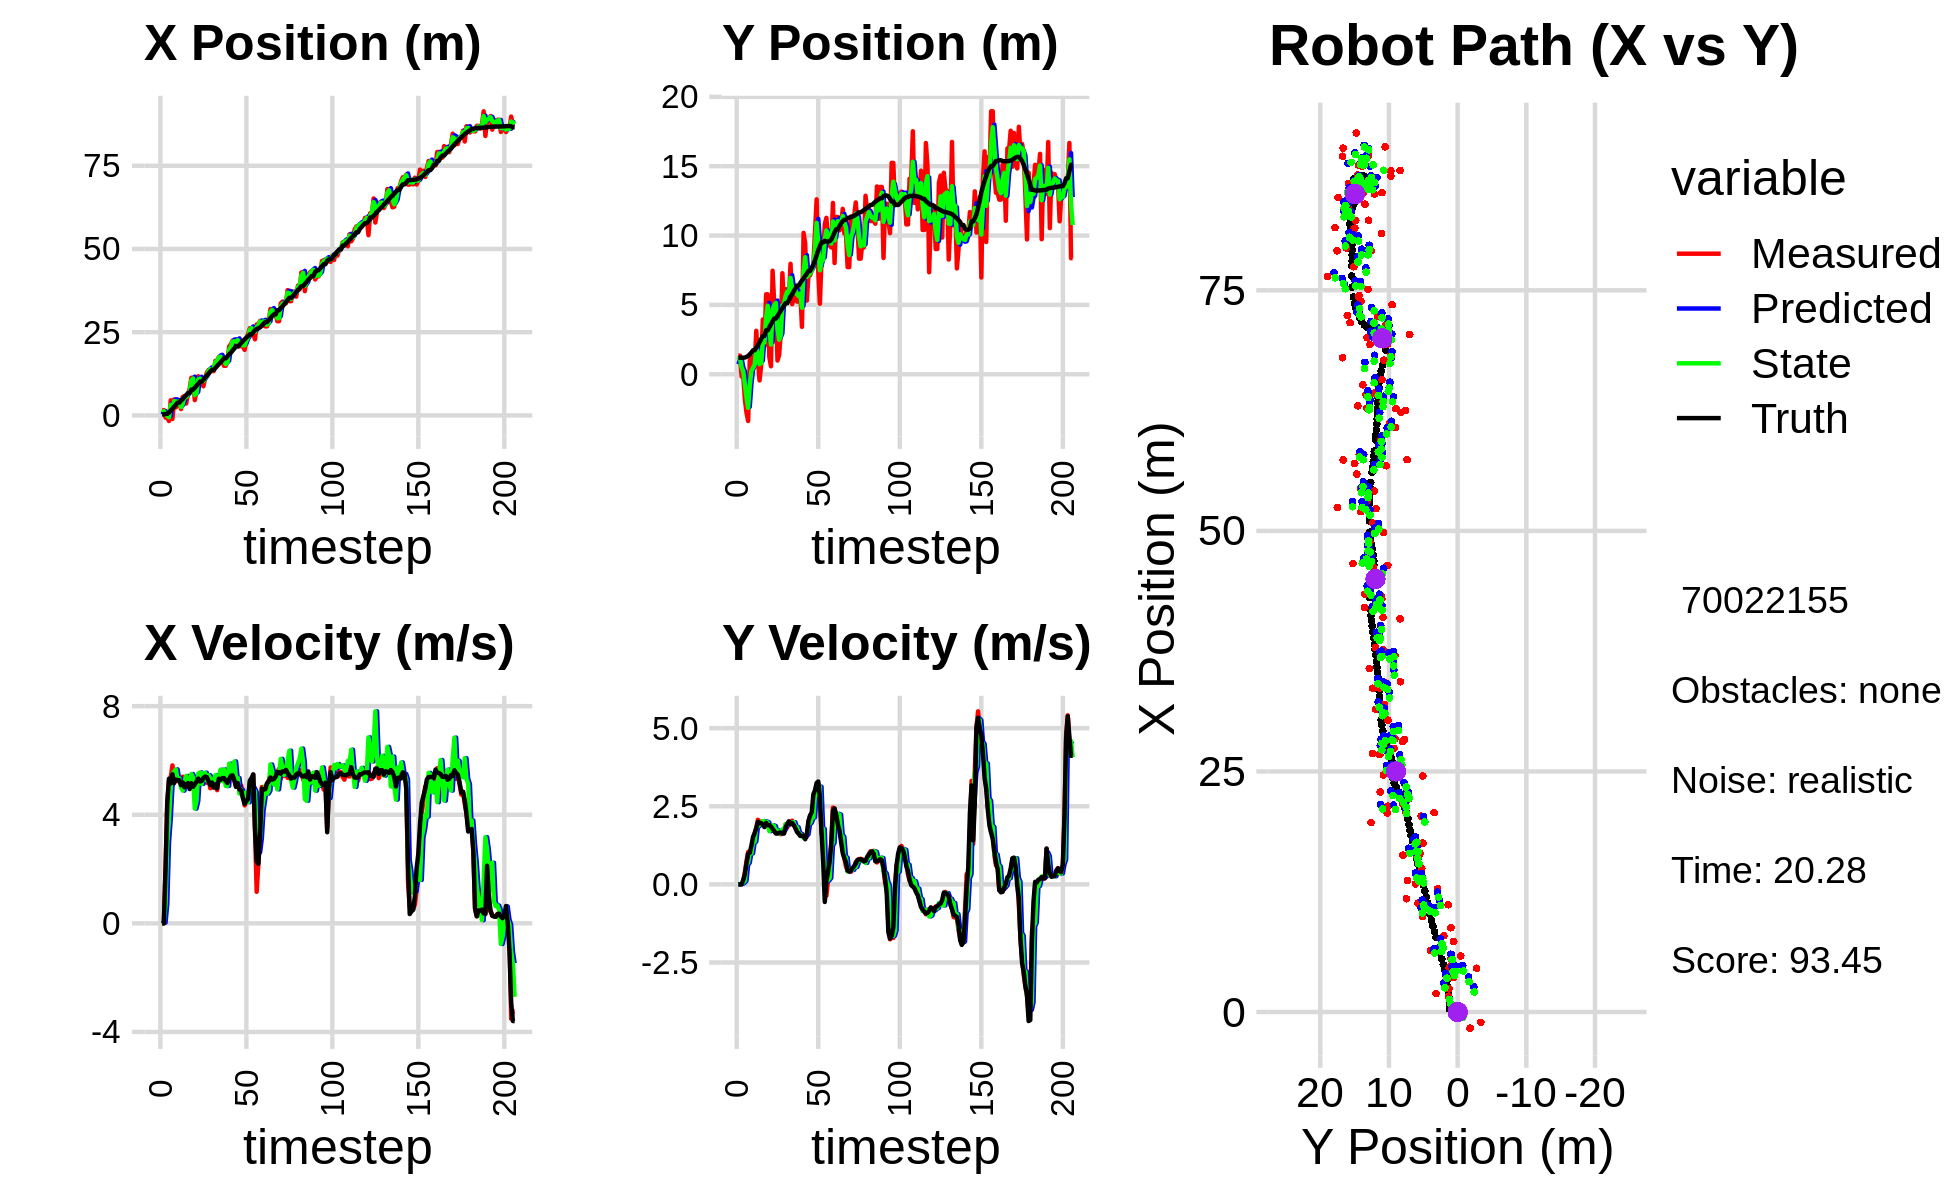 X Position (m)
75
50
25
0
0
50
100
150
200
timestep
Y Position (m)
20
15
10
5
0
0
50
100
150
200
timestep
X Velocity (m/s)
8
4
0
-4
0
50
100
150
200
timestep
Y Velocity (m/s)
5.0
2.5
0.0
-2.5
0
50
100
150
200
timestep
Robot Path (X vs Y)
X Position (m)
75
50
25
0
20 10 0 -10 -20
Y Position (m)
variable
Measured
Predicted
State
Truth
70022155
Obstacles: none
Noise: realistic
Time: 20.28
Score: 93.45